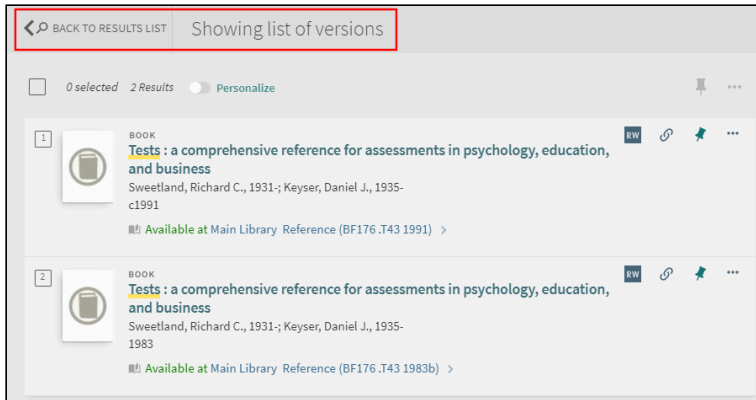 BACK TO RESULTS LIST Showing list of versions
0 selected 2 Results Personalize
1 BOOK RW
Tests : a comprehensive reference for assessments in psychology, education,
and business
Sweetland, Richard C., 1931-; Keyser, Daniel J., 1935-
c1991
Available at Main Library Reference (BF176 .T43 1991) >
2 BOOK RW
Tests : a comprehensive reference for assessments in psychology, education,
and business
Sweetland, Richard C., 1931-; Keyser, Daniel J., 1935-
1983
Available at Main Library Reference (BF176 .T43 1983b) >